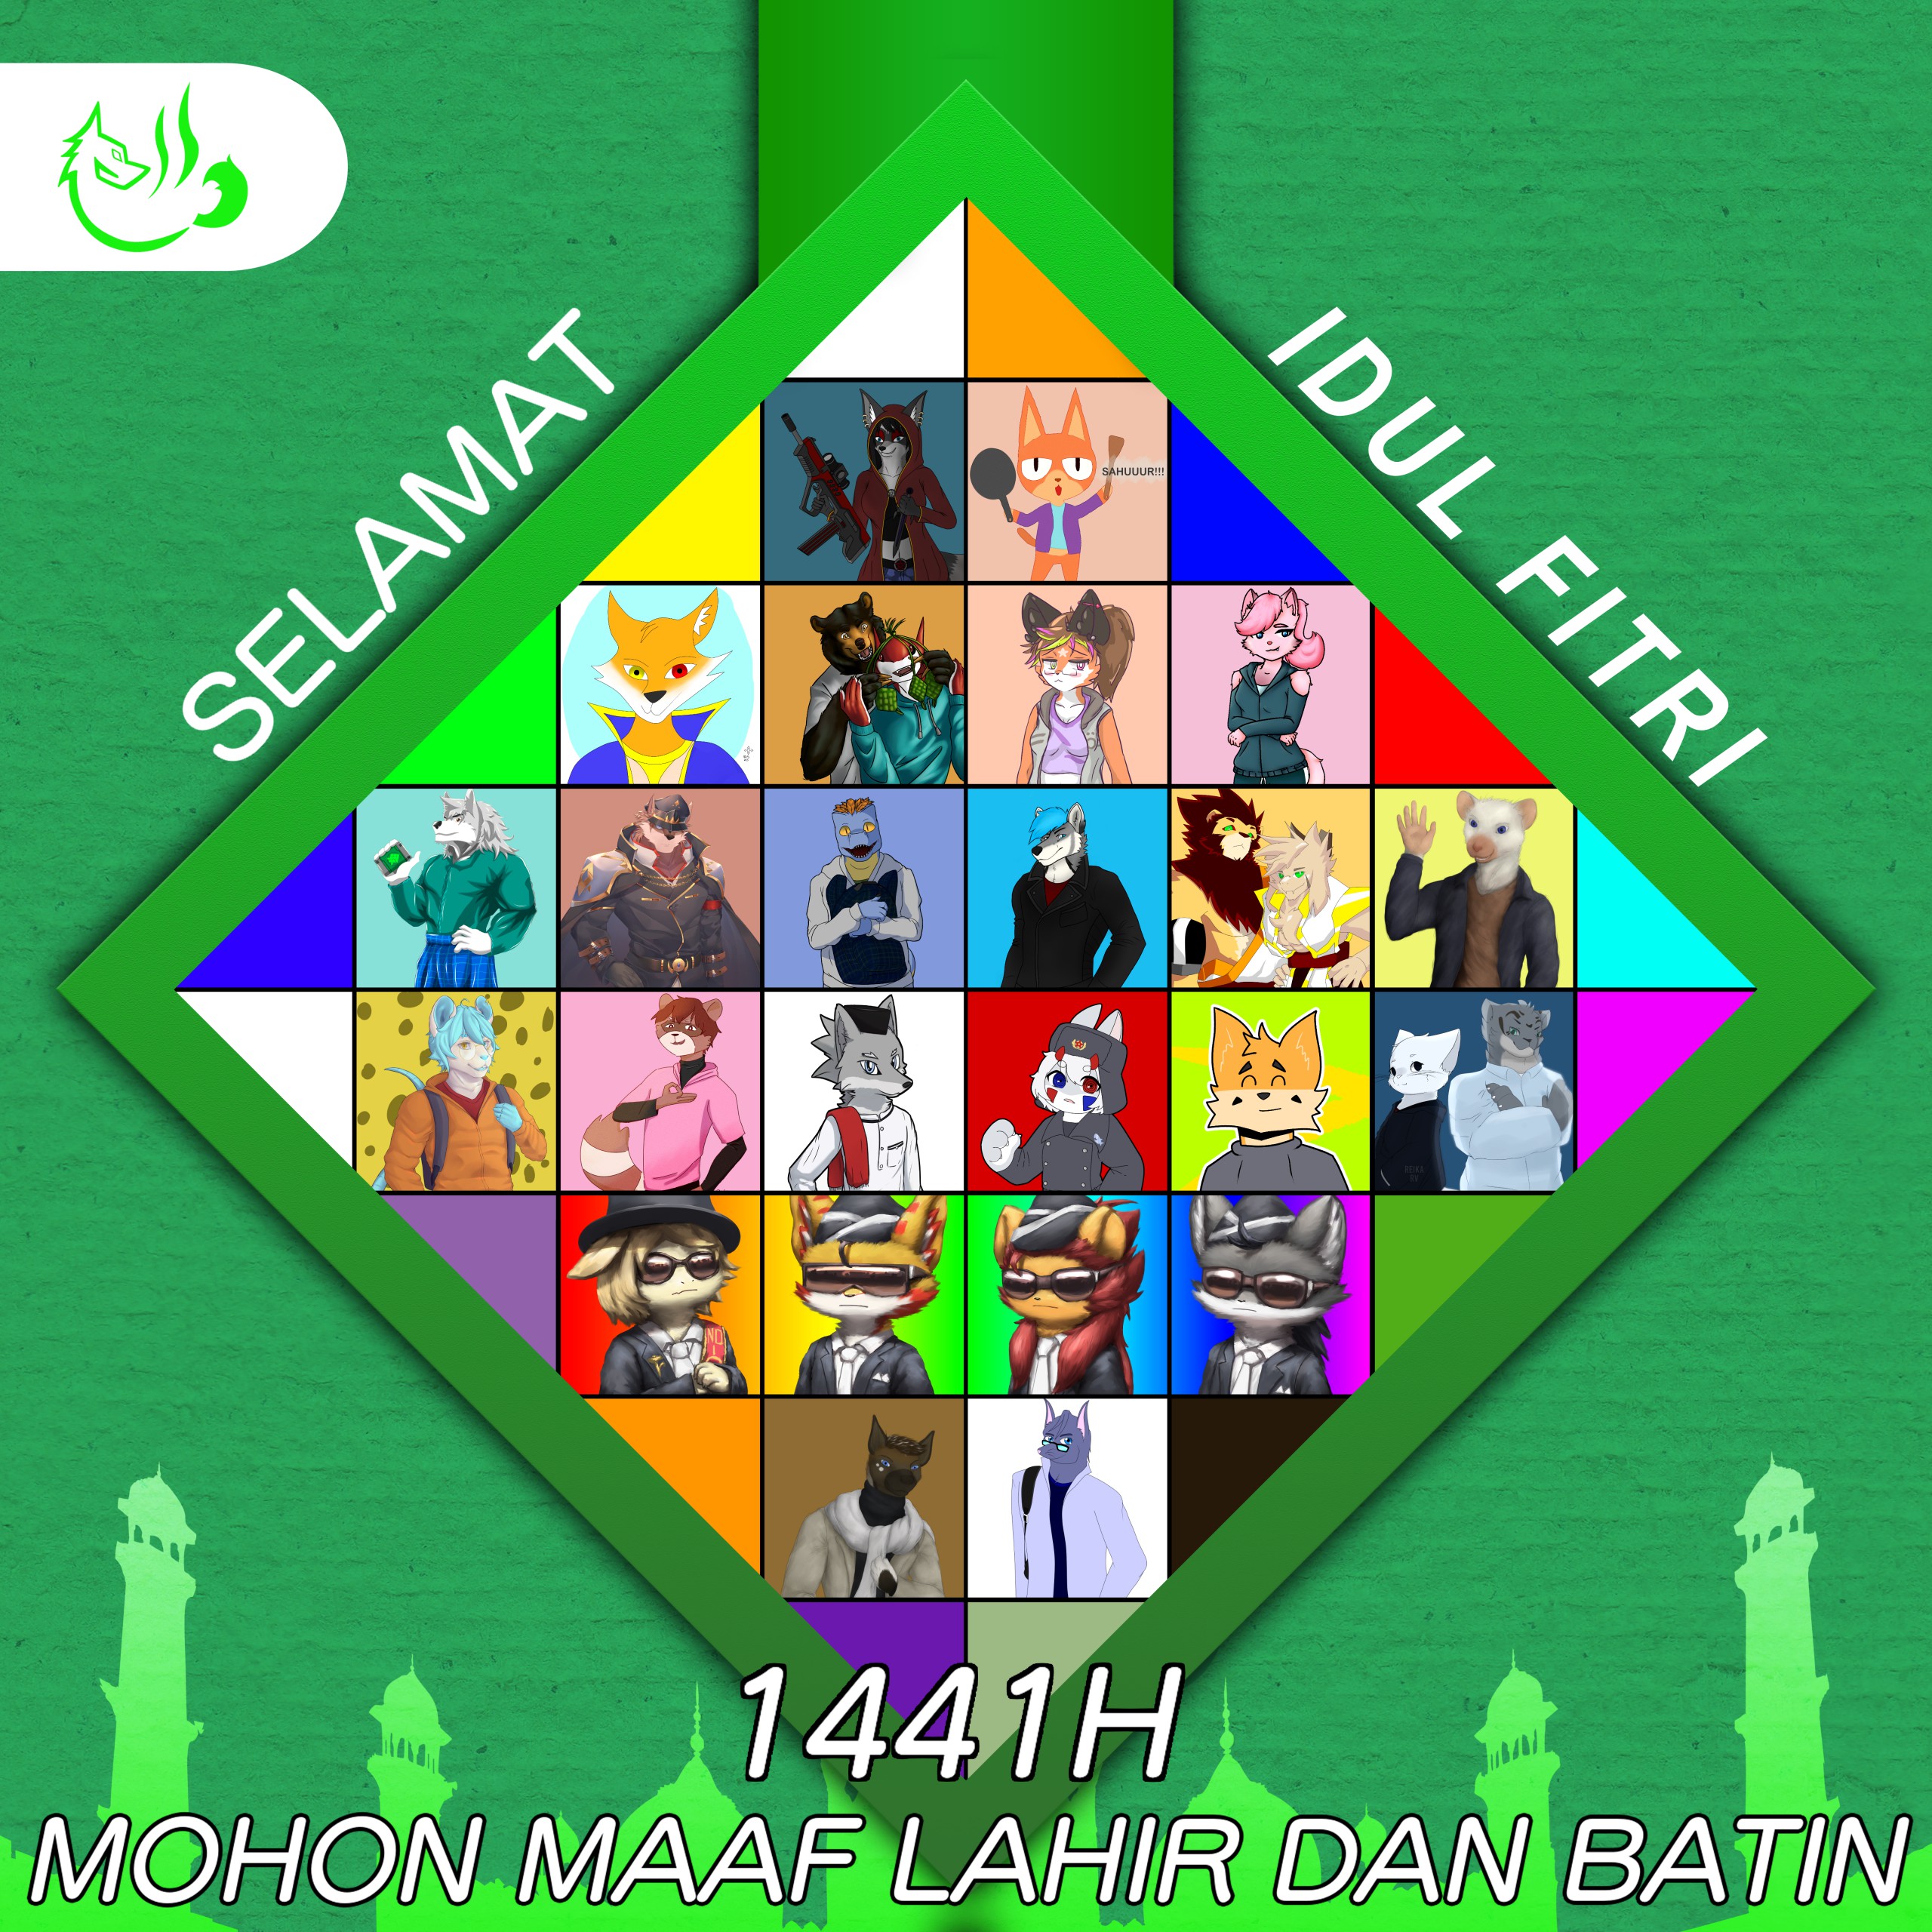 SELAMAT
IDUL FITRI
SAHUUUR!!!
1441H
MOHON MAAF LAHIR DAN BATIN